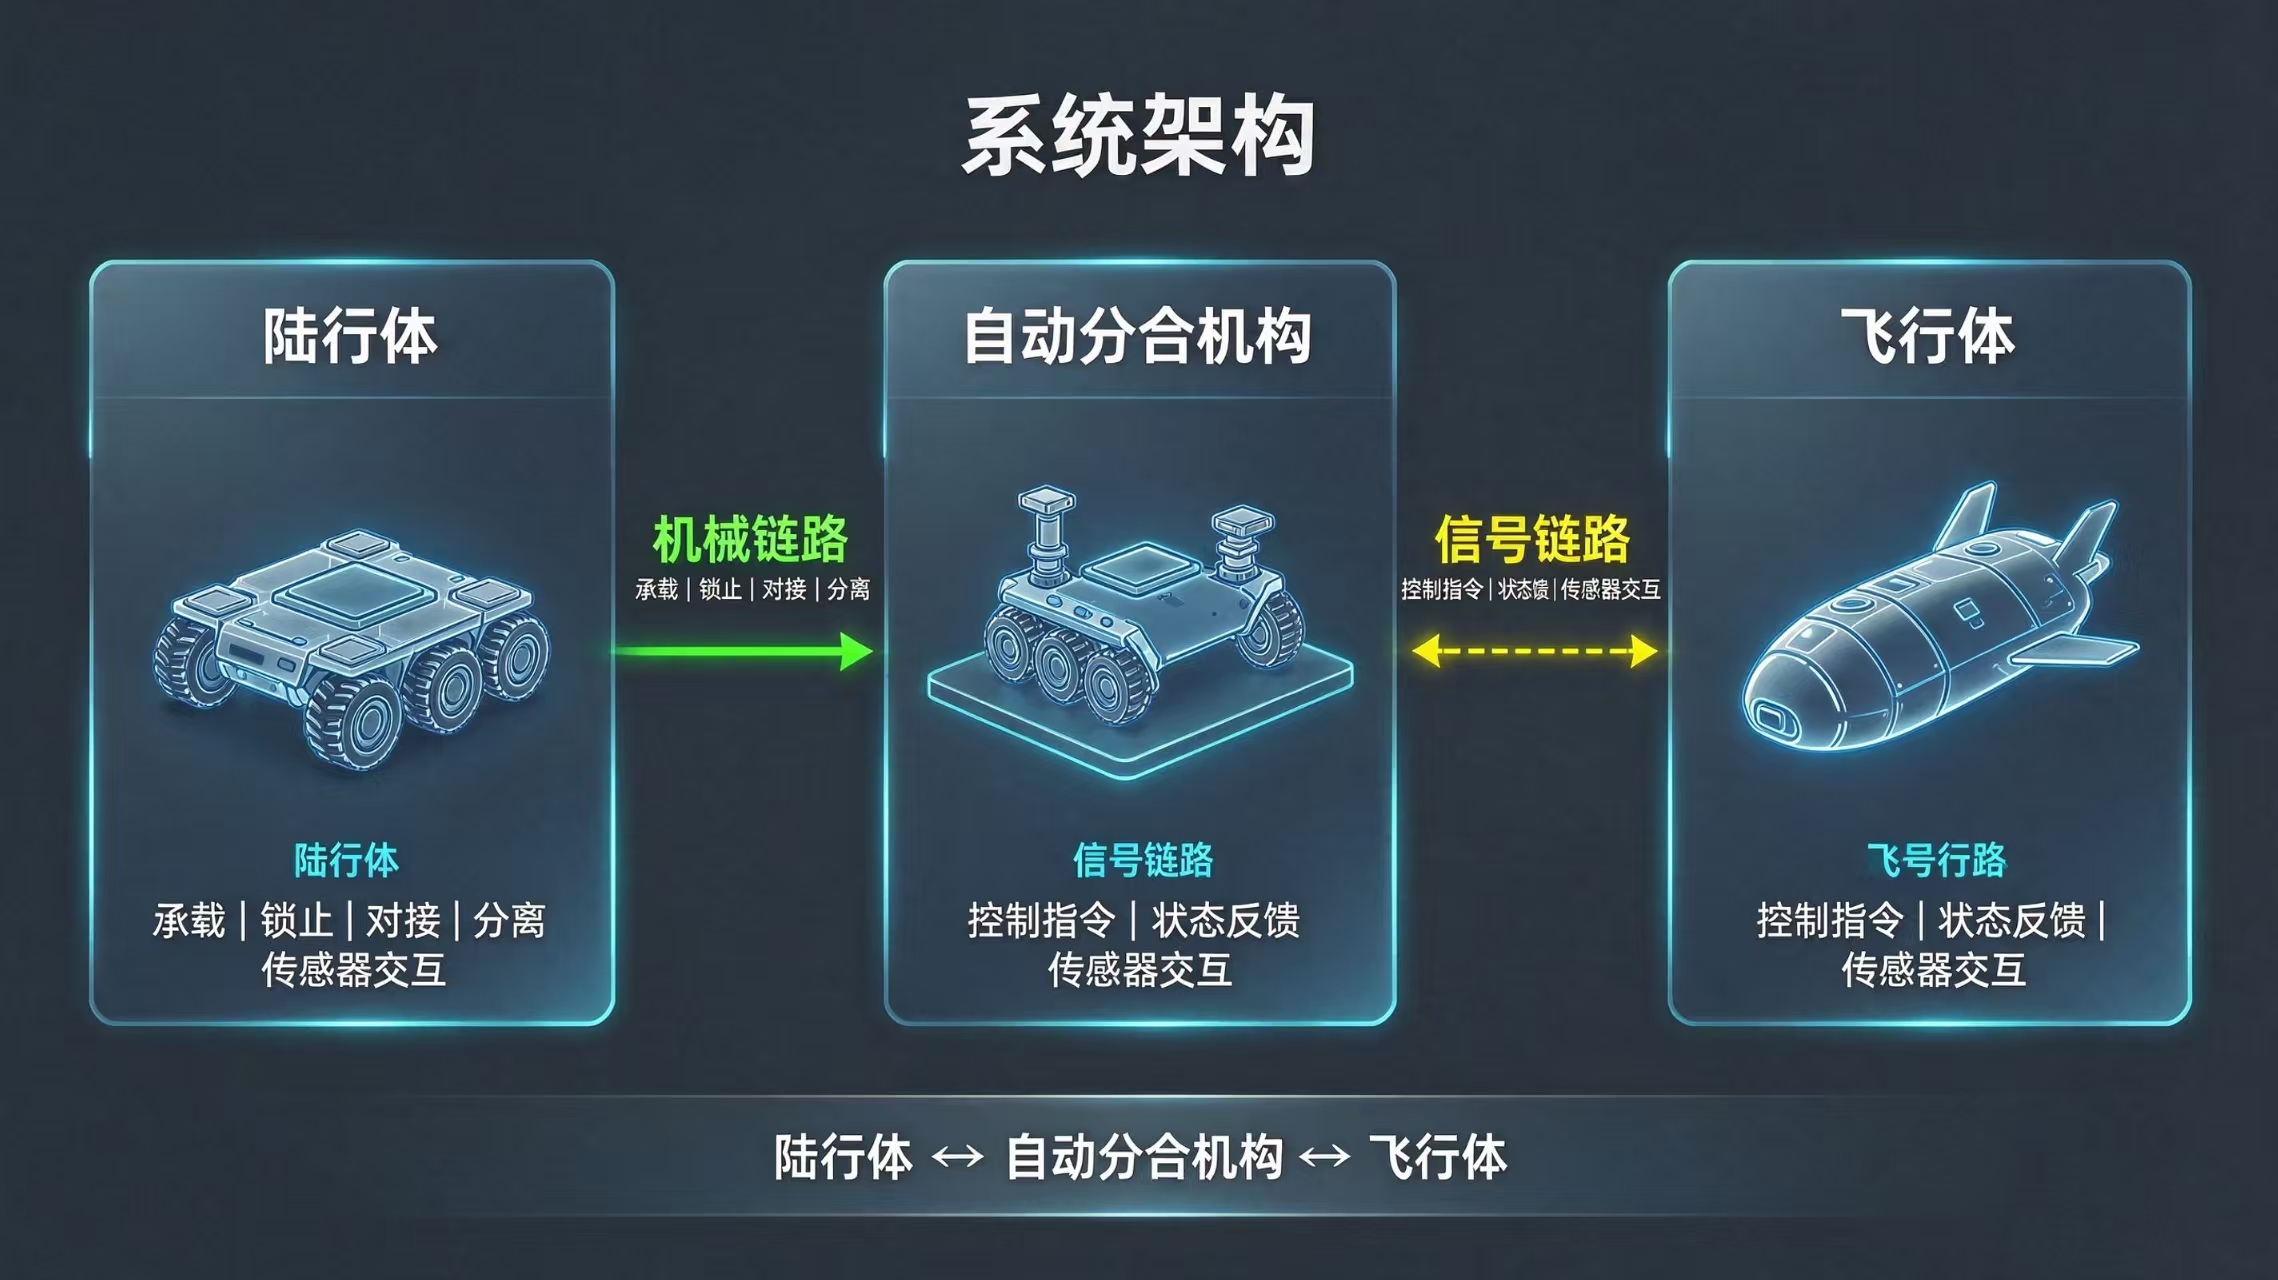 系统架构
陆行体
自动分合机构
飞行体
机械链路
承载 | 锁止 | 对接 | 分离
信号链路
控制指令 | 状态馈 | 传感器交互
陆行体
承载 | 锁止 | 对接 | 分离
传感器交互
信号链路
控制指令 | 状态反馈
传感器交互
飞号行路
控制指令 | 状态反馈 |
传感器交互
陆行体 ↔ 自动分合机构 ↔ 飞行体